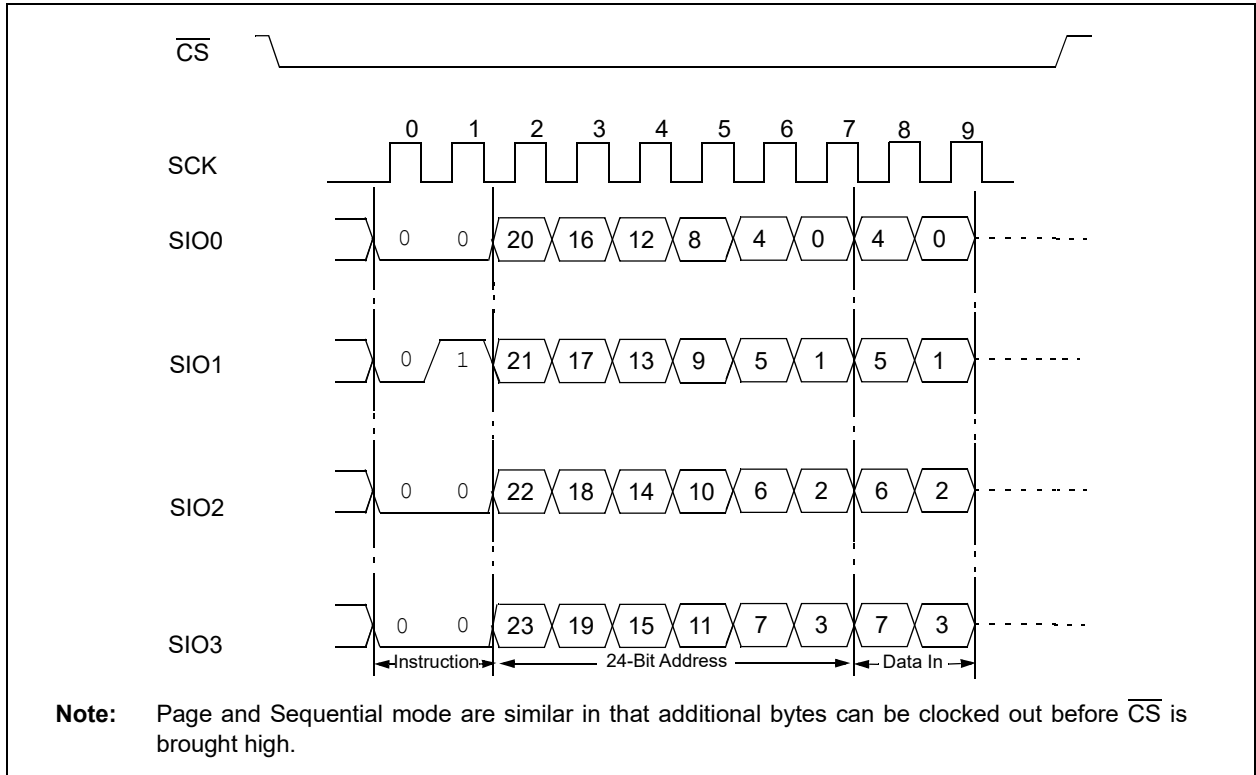 CS
0 1 2 3 4 5 6 7 8 9
SCK
SIO0 0 0 20 16 12 8 4 0 4 0
SIO1 0 1 21 17 13 9 5 1 5 1
SIO2 0 0 22 18 14 10 6 2 6 2
SIO3 0 0 23 19 15 11 7 3 7 3
Instruction 24-Bit Address Data In
Note: Page and Sequential mode are similar in that additional bytes can be clocked out before CS is
brought high.